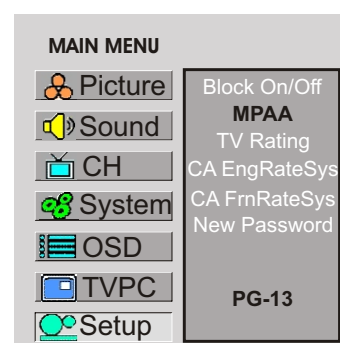 MAIN MENU
Picture
Sound
CH
System
OSD
TVPC
Setup
Block On/Off
MPAA
TV Rating
CA EngRateSys
CA FrnRateSys
New Password
PG-13